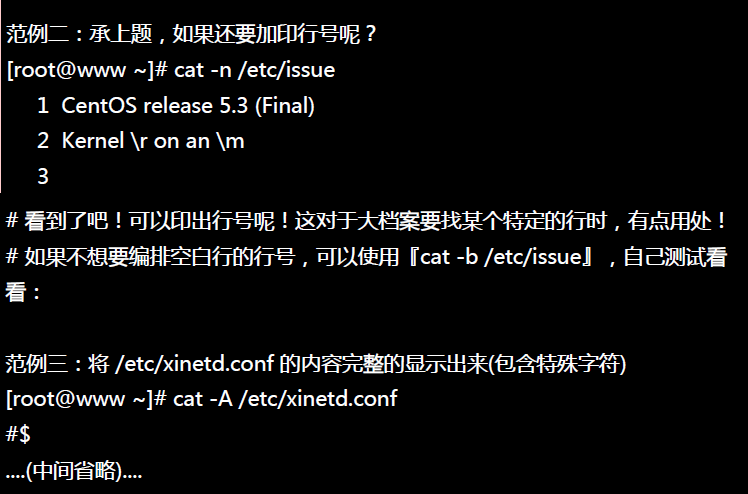 范例二：承上题，如果还要加印行号呢？
[root@www ~]# cat -n /etc/issue
1 CentOS release 5.3 (Final)
2 Kernel \r on an \m
3
# 看到了吧！可以印出行号呢！这对于大档案要找某个特定的行时，有点用处！
# 如果不想要编排空白行的行号，可以使用『cat -b /etc/issue』，自己测试看
看：
范例三：将 /etc/xinetd.conf 的内容完整的显示出来(包含特殊字符)
[root@www ~]# cat -A /etc/xinetd.conf
#$
....(中间省略)....